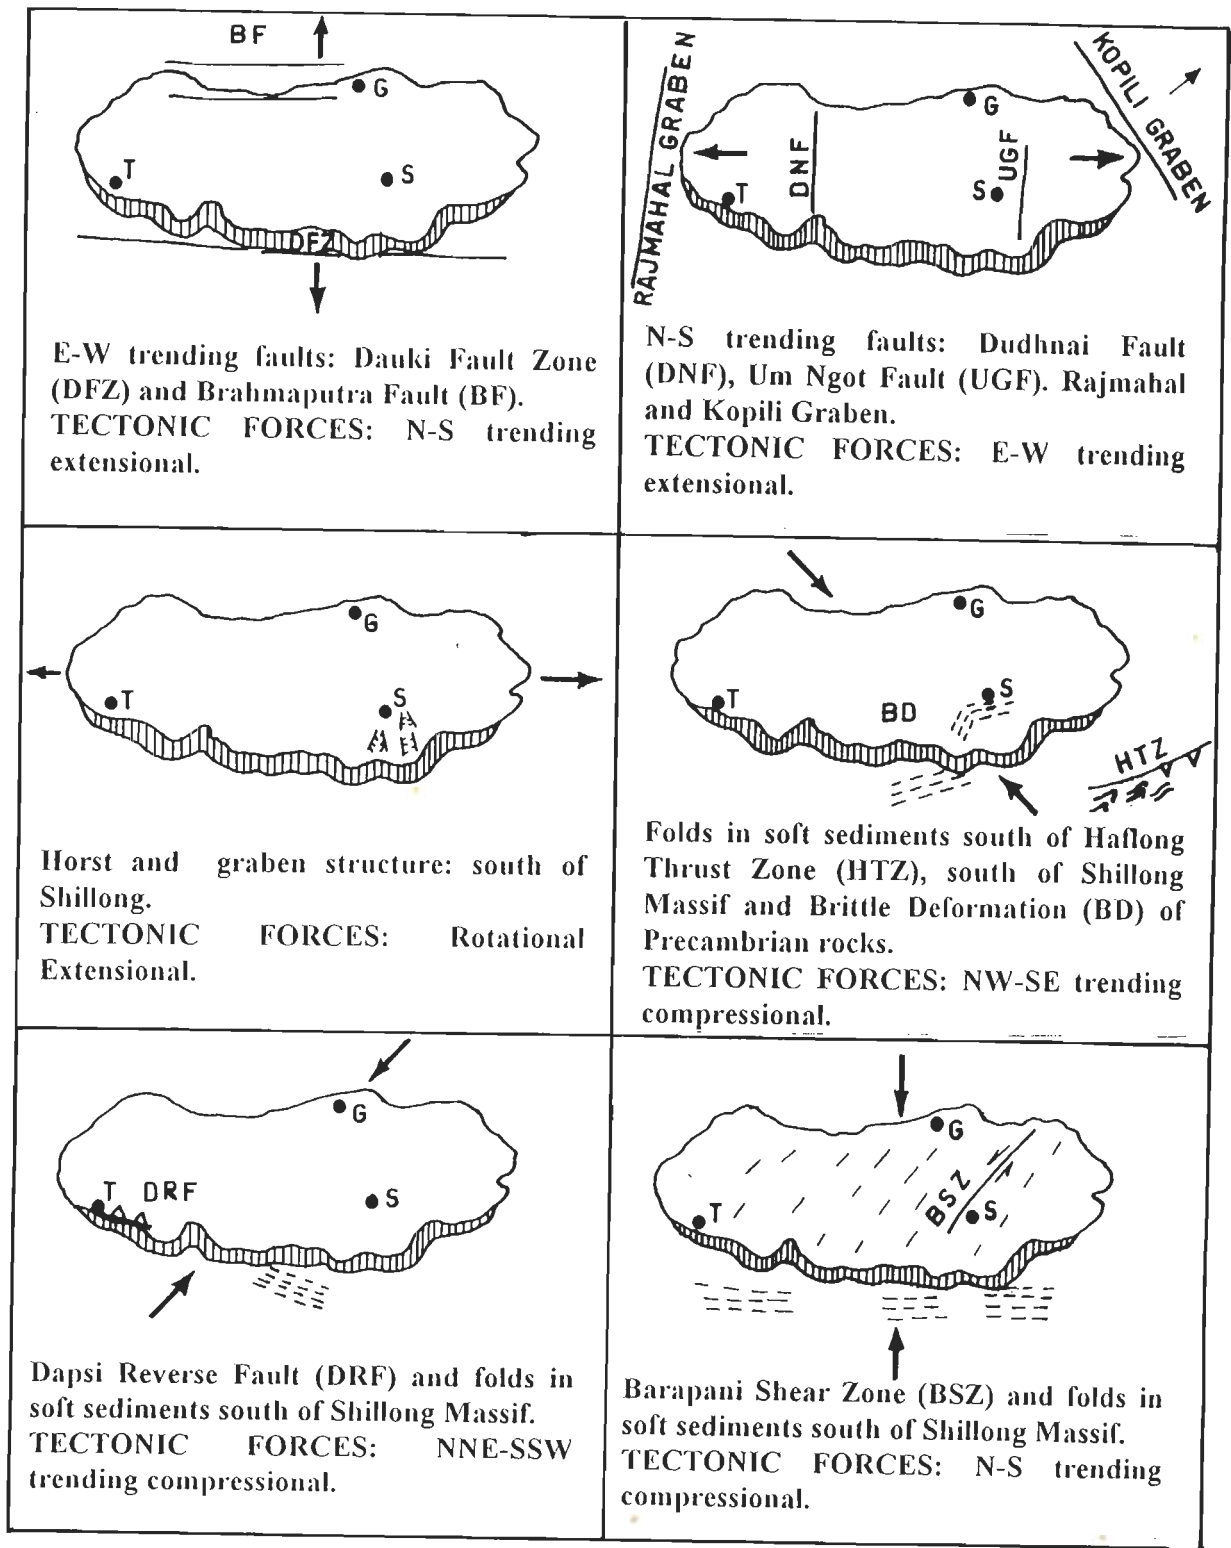 BF
G
T
S
DFZ
E-W trending faults: Dauki Fault Zone
(DFZ) and Brahmaputra Fault (BF).
TECTONIC FORCES: N-S trending
extensional.
RAJMAHAL GRABEN
KOPILI GRABEN
G
DNF
UGF
S
T
N-S trending faults: Dudhnai Fault
(DNF), Um Ngot Fault (UGF). Rajmahal
and Kopili Graben.
TECTONIC FORCES: E-W trending
extensional.
G
T
S
Horst and graben structure: south of
Shillong.
TECTONIC FORCES: Rotational
Extensional.
G
T
S
BD
HTZ
Folds in soft sediments south of Haflong
Thrust Zone (HTZ), south of Shillong
Massif and Brittle Deformation (BD) of
Precambrian rocks.
TECTONIC FORCES: NW-SE trending
compressional.
G
T DRF
S
Dapsi Reverse Fault (DRF) and folds in
soft sediments south of Shillong Massif.
TECTONIC FORCES: NNE-SSW
trending compressional.
G
BSZ
T
S
Barapani Shear Zone (BSZ) and folds in
soft sediments south of Shillong Massif.
TECTONIC FORCES: N-S trending
compressional.